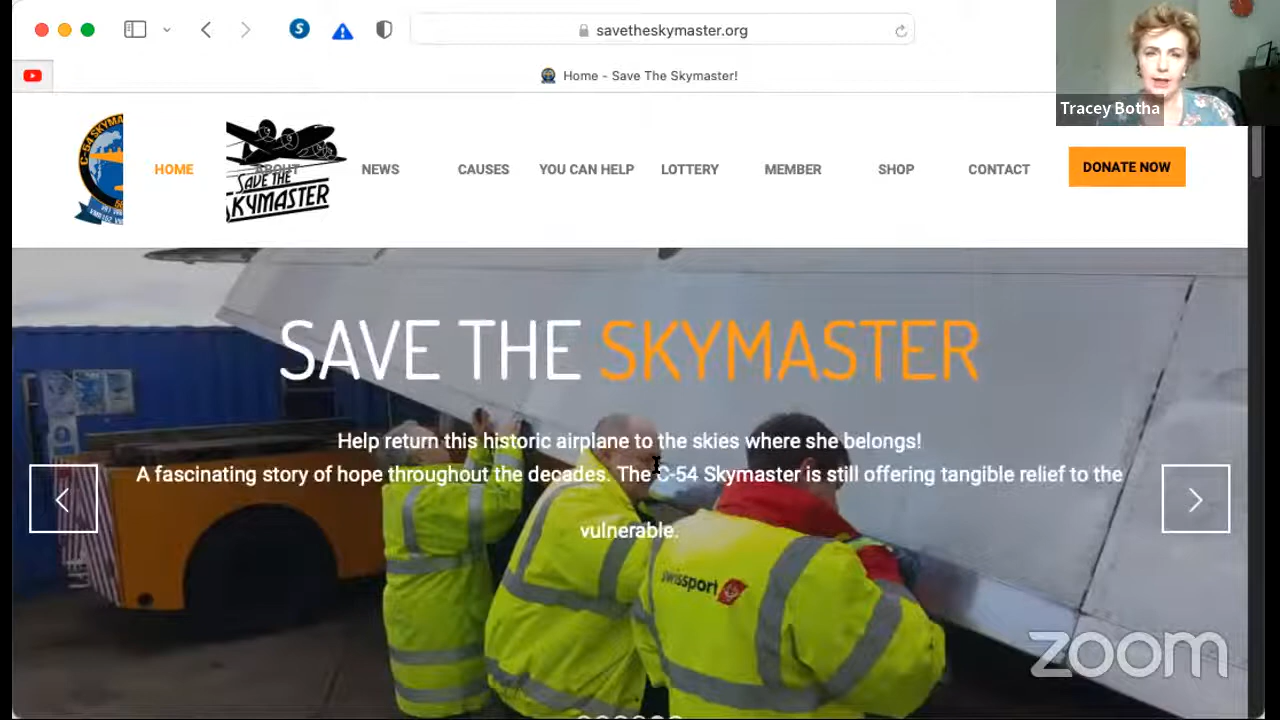 S
savetheskymaster.org
Home - Save The Skymaster!
Tracey Botha
C-54 SKYMA
HOME
ABOUT
NEWS
CAUSES
YOU CAN HELP
LOTTERY
MEMBER
SHOP
CONTACT
DONATE NOW
SAVE THE
SKYMASTER
SAVE THE SKYMASTER
Help return this historic airplane to the skies where she belongs!
A fascinating story of hope throughout the decades. The C-54 Skymaster is still offering tangible relief to the
vulnerable.
swissport
zoom